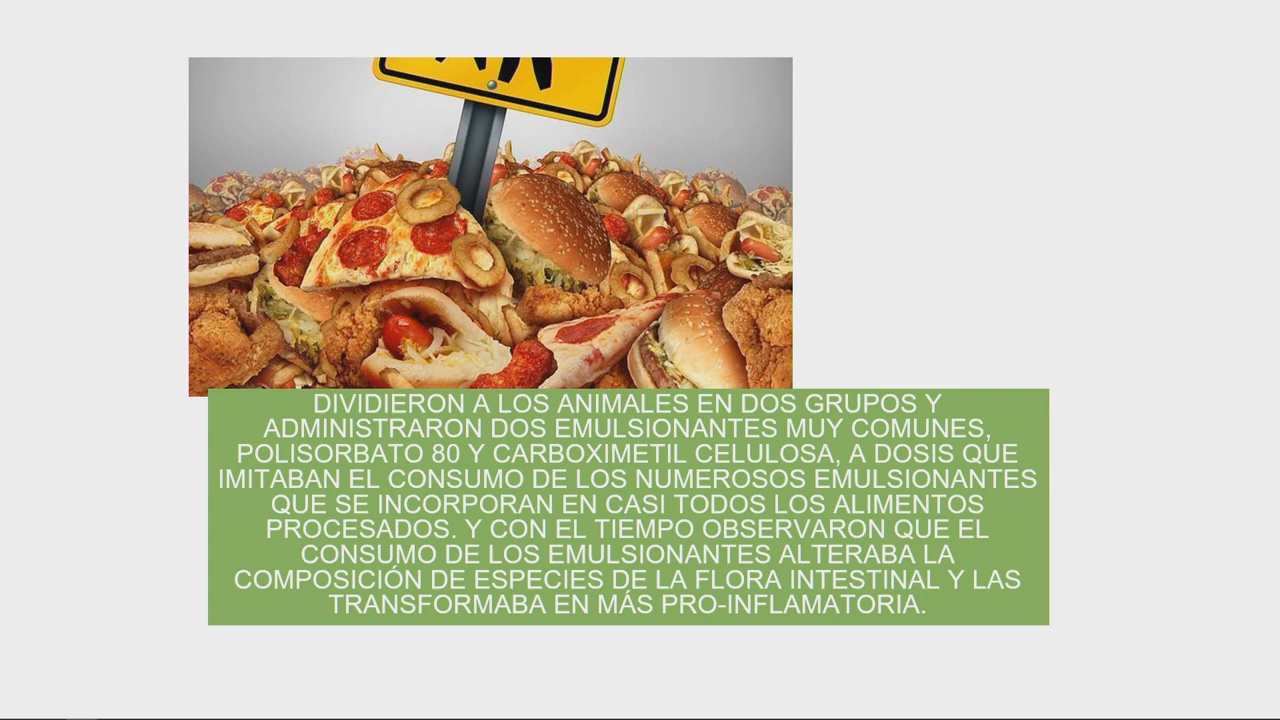 DIVIDIERON A LOS ANIMALES EN DOS GRUPOS Y
ADMINISTRARON DOS EMULSIONANTES MUY COMUNES,
POLISORBATO 80 Y CARBOXIMETIL CELULOSA, A DOSIS QUE
IMITABAN EL CONSUMO DE LOS NUMEROSOS EMULSIONANTES
QUE SE INCORPORAN EN CASI TODOS LOS ALIMENTOS
PROCESADOS. Y CON EL TIEMPO OBSERVARON QUE EL
CONSUMO DE LOS EMULSIONANTES ALTERABA LA
COMPOSICIÓN DE ESPECIES DE LA FLORA INTESTINAL Y LAS
TRANSFORMABA EN MÁS PRO-INFLAMATORIA.